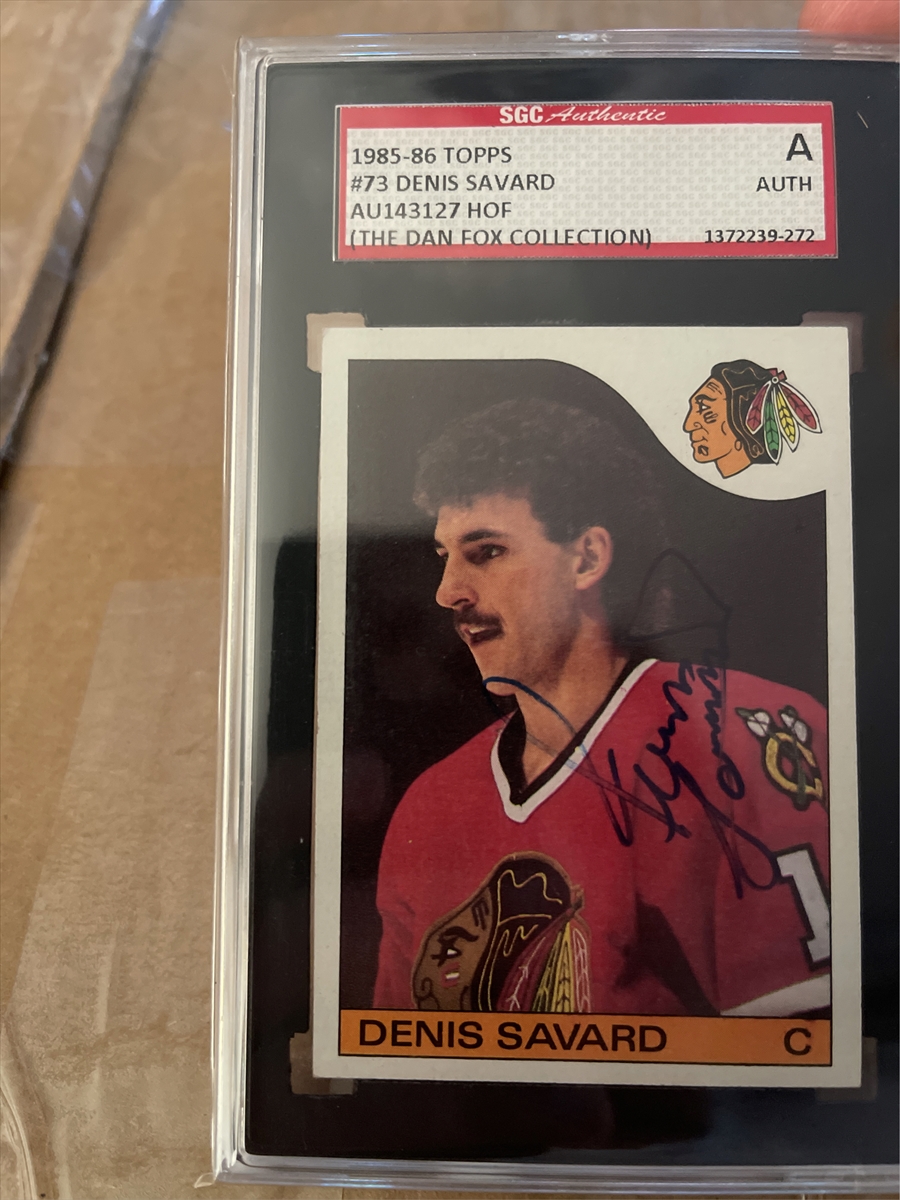 SGC Authentic
1985-86 TOPPS
A
#73 DENIS SAVARD
AUTH
AU143127 HOF
(THE DAN FOX COLLECTION)
1372239-272
1
DENIS SAVARD
C